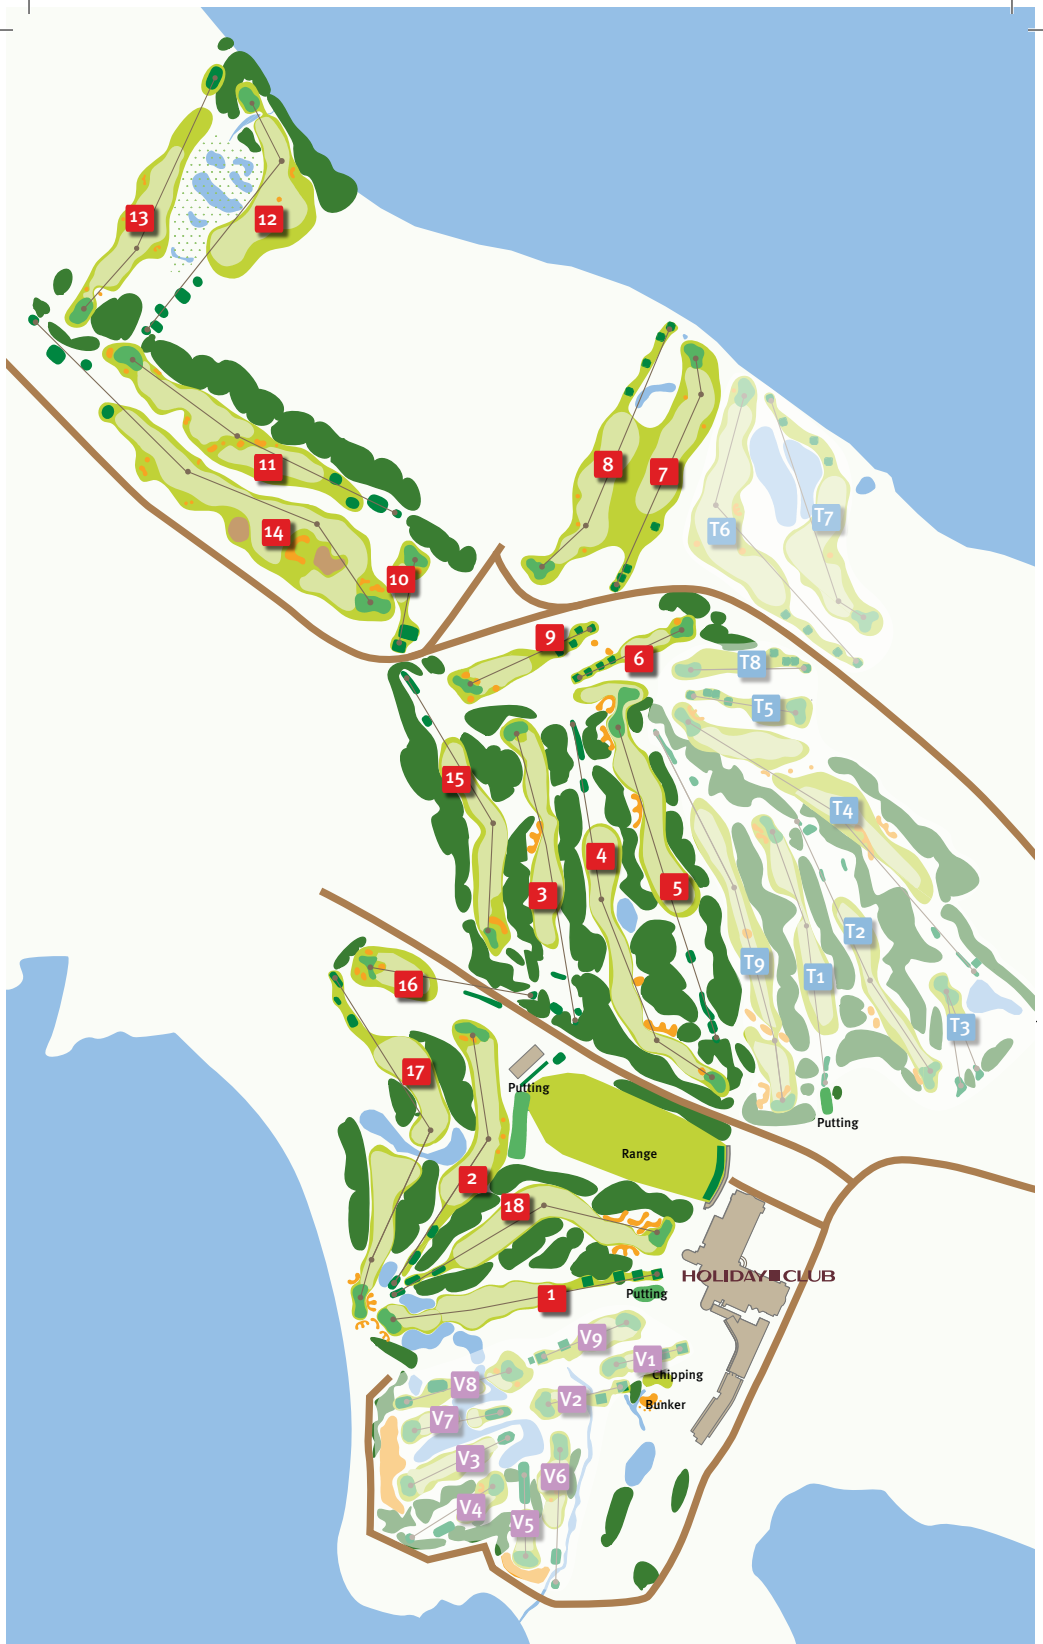 13
12
8
7
11
T7
T6
14
10
9
6
T8
T5
15
T4
4
5
3
T2
T9
T1
16
T3
17
Putting
Putting
Range
2
18
HOLIDAY CLUB
Putting
1
V9
V1
Chipping
V8
V2
Bunker
V7
V3
V6
V4
V5